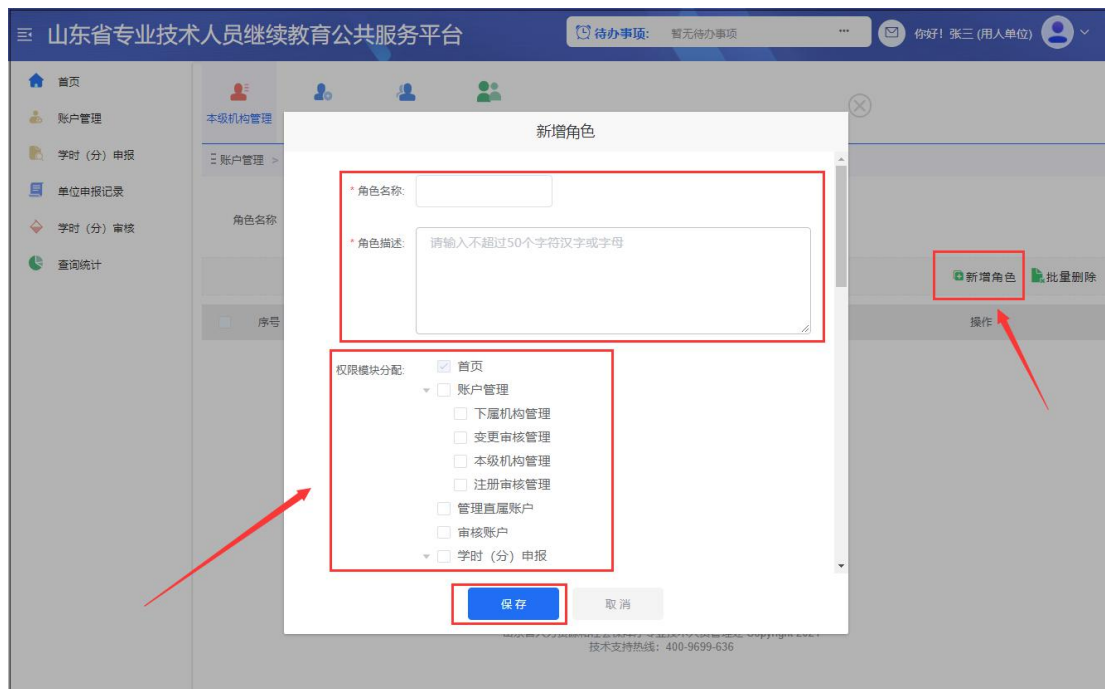 山东省专业技术人员继续教育公共服务平台 待办事项: 暂无待办事项 ... 你好! 张三 (用人单位)
首页
账户管理
学时（分）申报
单位申报记录
学时（分）审核
查询统计
本级机构管理
账户管理 >
角色名称
新增角色 批量删除
序号 操作
新增角色
* 角色名称:
* 角色描述: 请输入不超过50个字符汉字或字母
权限模块分配: 首页
账户管理
下属机构管理
变更审核管理
本级机构管理
注册审核管理
管理直属账户
审核账户
学时（分）申报
保存 取消
技术支持热线：400-9699-636